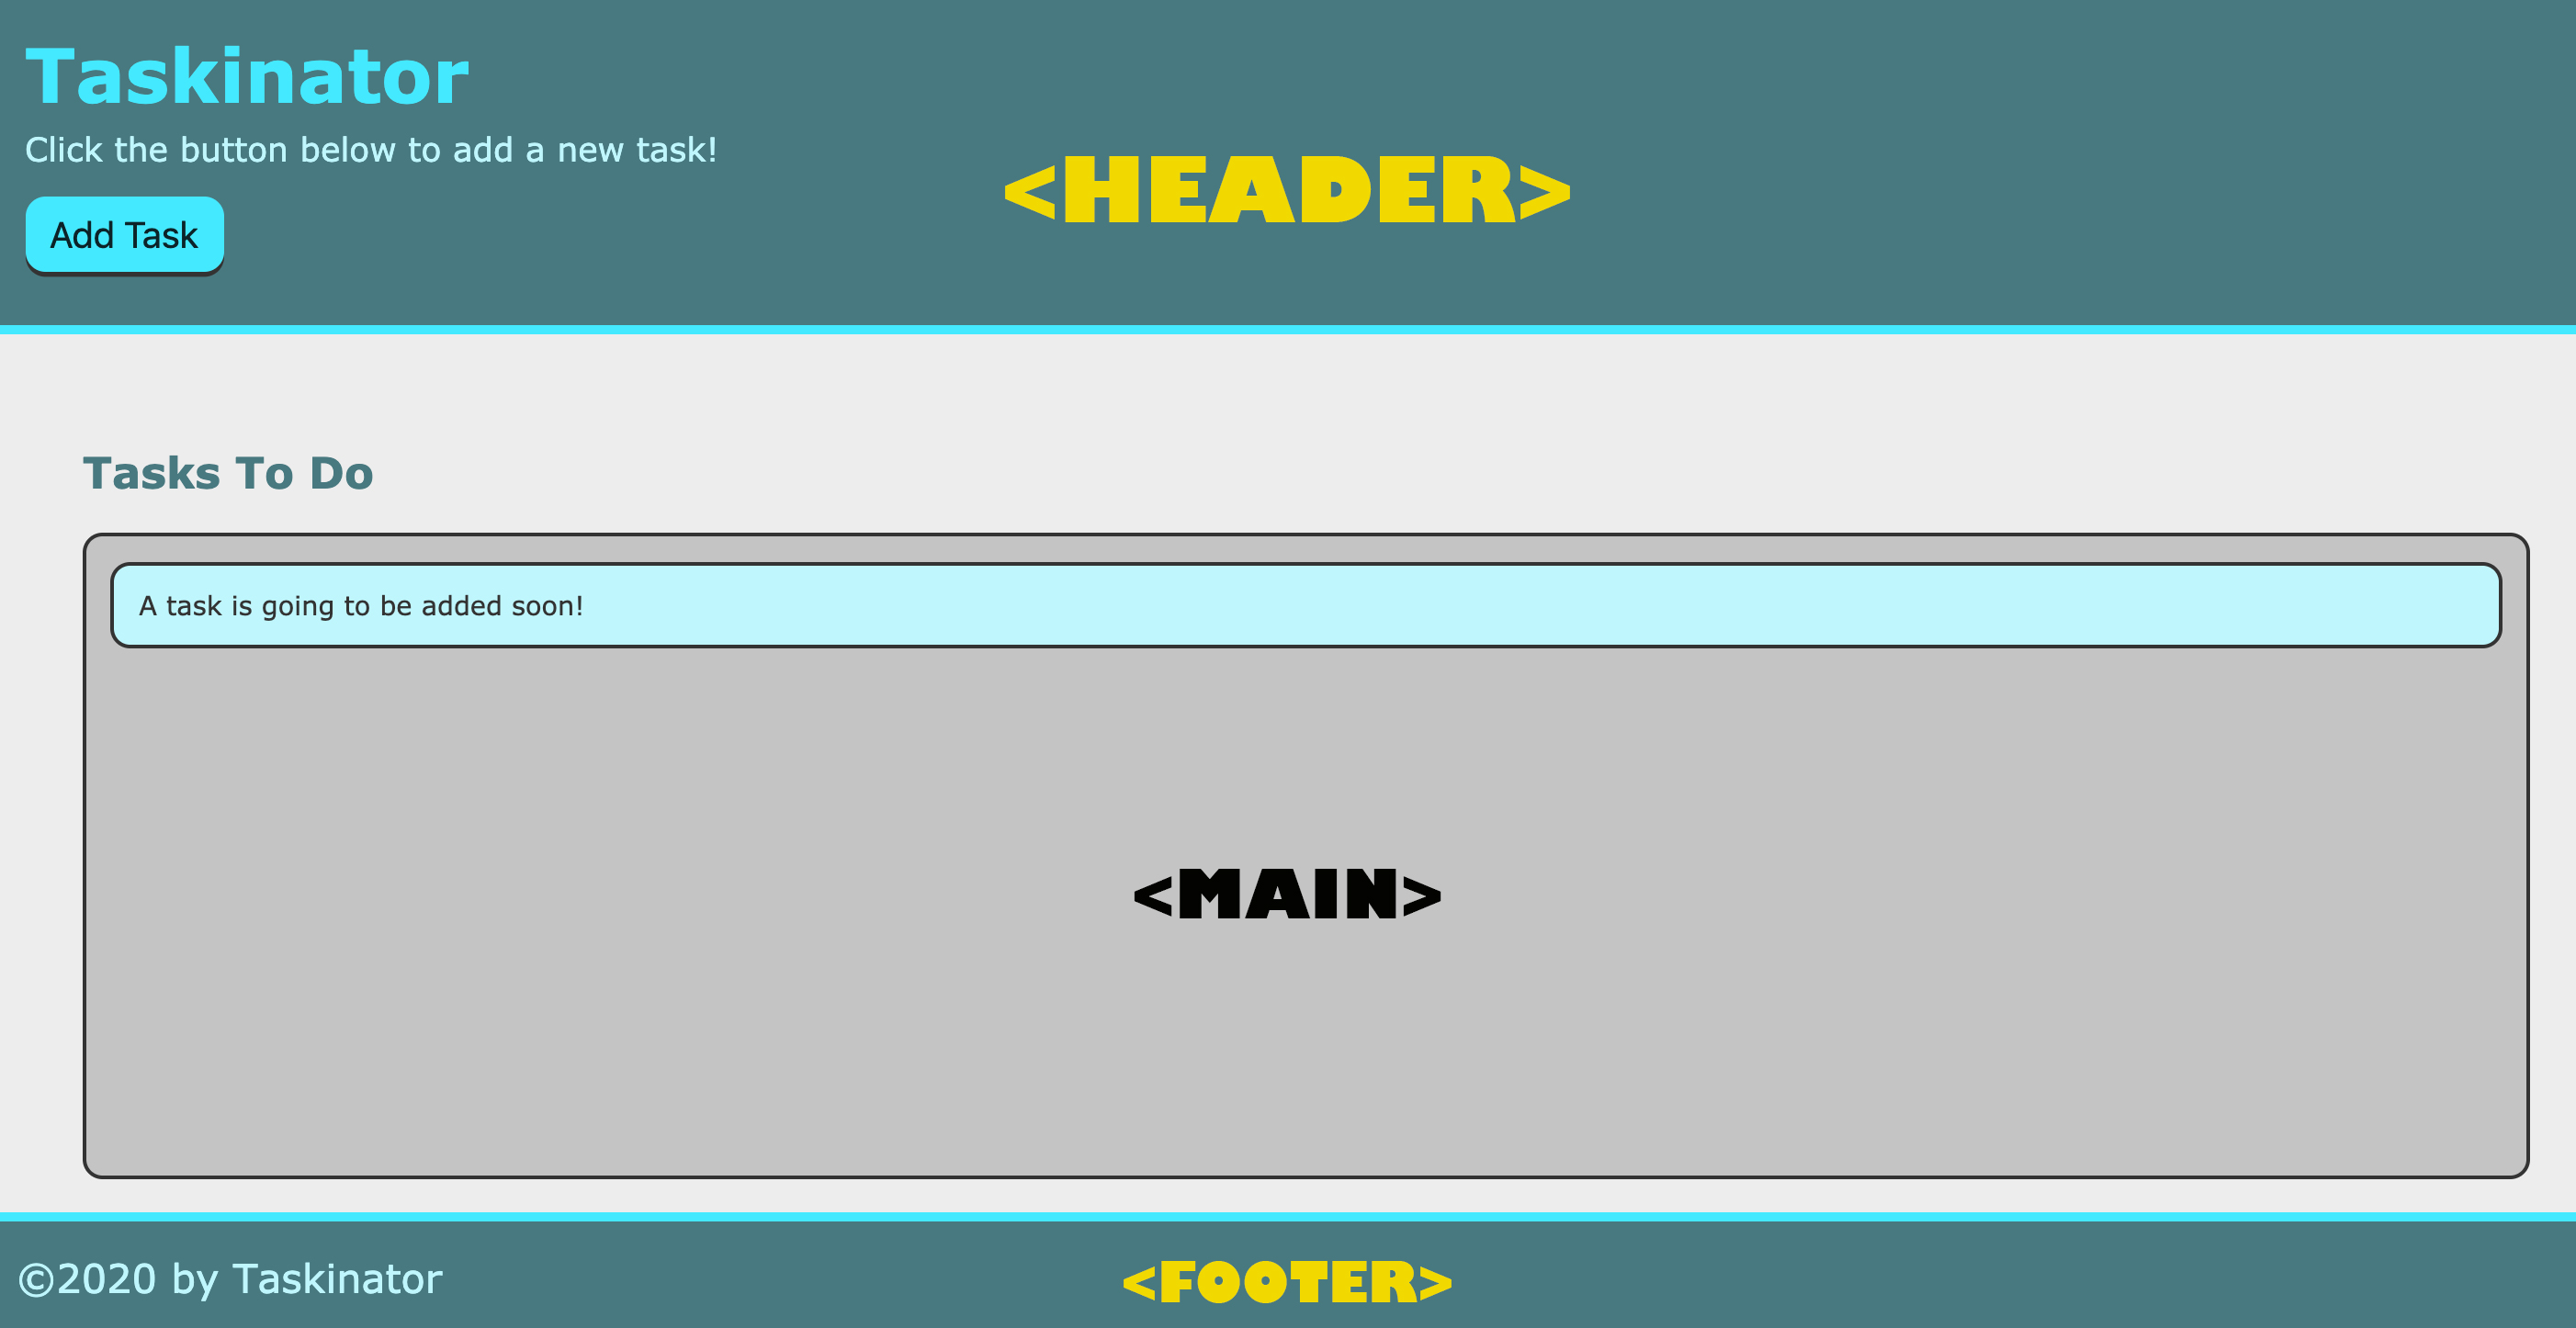 Taskinator
Click the button below to add a new task!
<HEADER>
Add Task
Tasks To Do
A task is going to be added soon!
<MAIN>
©2020 by Taskinator
<FOOTER>